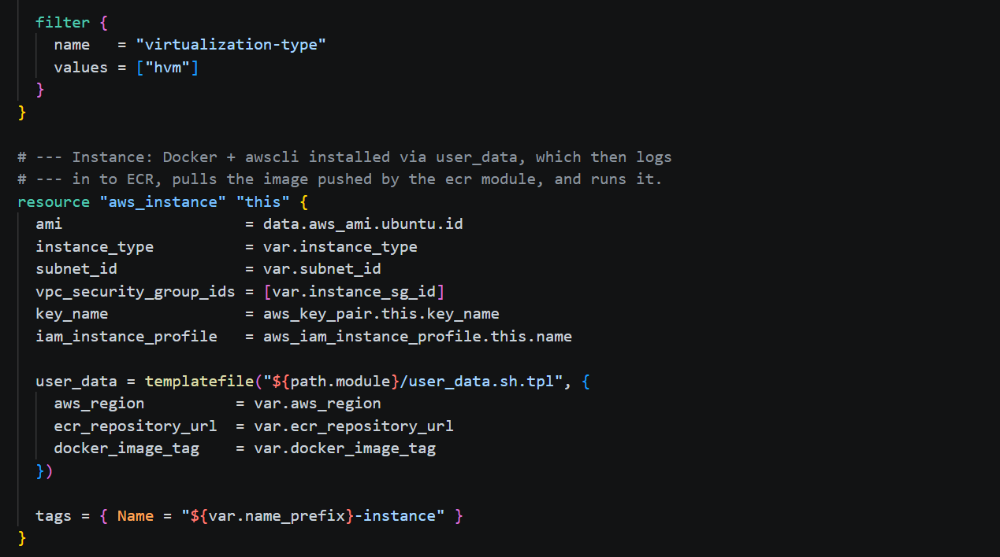 filter {
name   = "virtualization-type"
values = ["hvm"]
}
}
# --- Instance: Docker + awscli installed via user_data, which then logs
# --- in to ECR, pulls the image pushed by the ecr module, and runs it.
resource "aws_instance" "this" {
ami                    = data.aws_ami.ubuntu.id
instance_type          = var.instance_type
subnet_id              = var.subnet_id
vpc_security_group_ids = [var.instance_sg_id]
key_name               = aws_key_pair.this.key_name
iam_instance_profile   = aws_iam_instance_profile.this.name
user_data = templatefile("${path.module}/user_data.sh.tpl", {
aws_region          = var.aws_region
ecr_repository_url  = var.ecr_repository_url
docker_image_tag    = var.docker_image_tag
})
tags = { Name = "${var.name_prefix}-instance" }
}